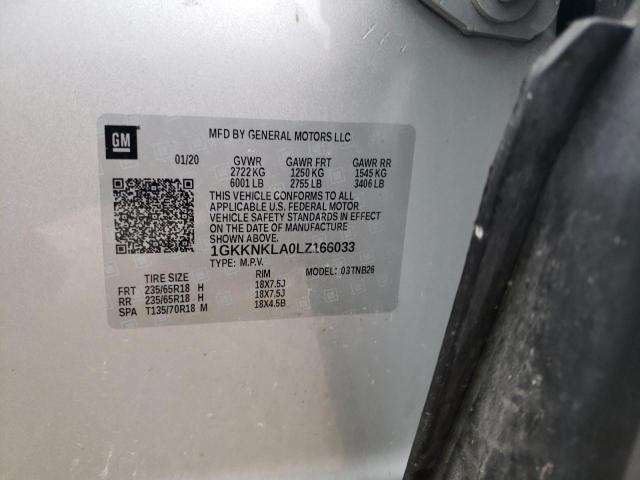 GM
MFD BY GENERAL MOTORS LLC
01/20 GVWR GAWR FRT GAWR RR
2722 KG 1250 KG 1545 KG
6001 LB 2755 LB 3406 LB
THIS VEHICLE CONFORMS TO ALL
APPLICABLE U.S. FEDERAL MOTOR
VEHICLE SAFETY STANDARDS IN EFFECT
ON THE DATE OF MANUFACTURE
SHOWN ABOVE.
1GKKNKLA0LZ166033
TYPE: M.P.V. MODEL: 03TNB26
TIRE SIZE RIM
FRT 235/65R18 H 18X7.5J
RR 235/65R18 H 18X7.5J
SPA T135/70R18 M 18X4.5B